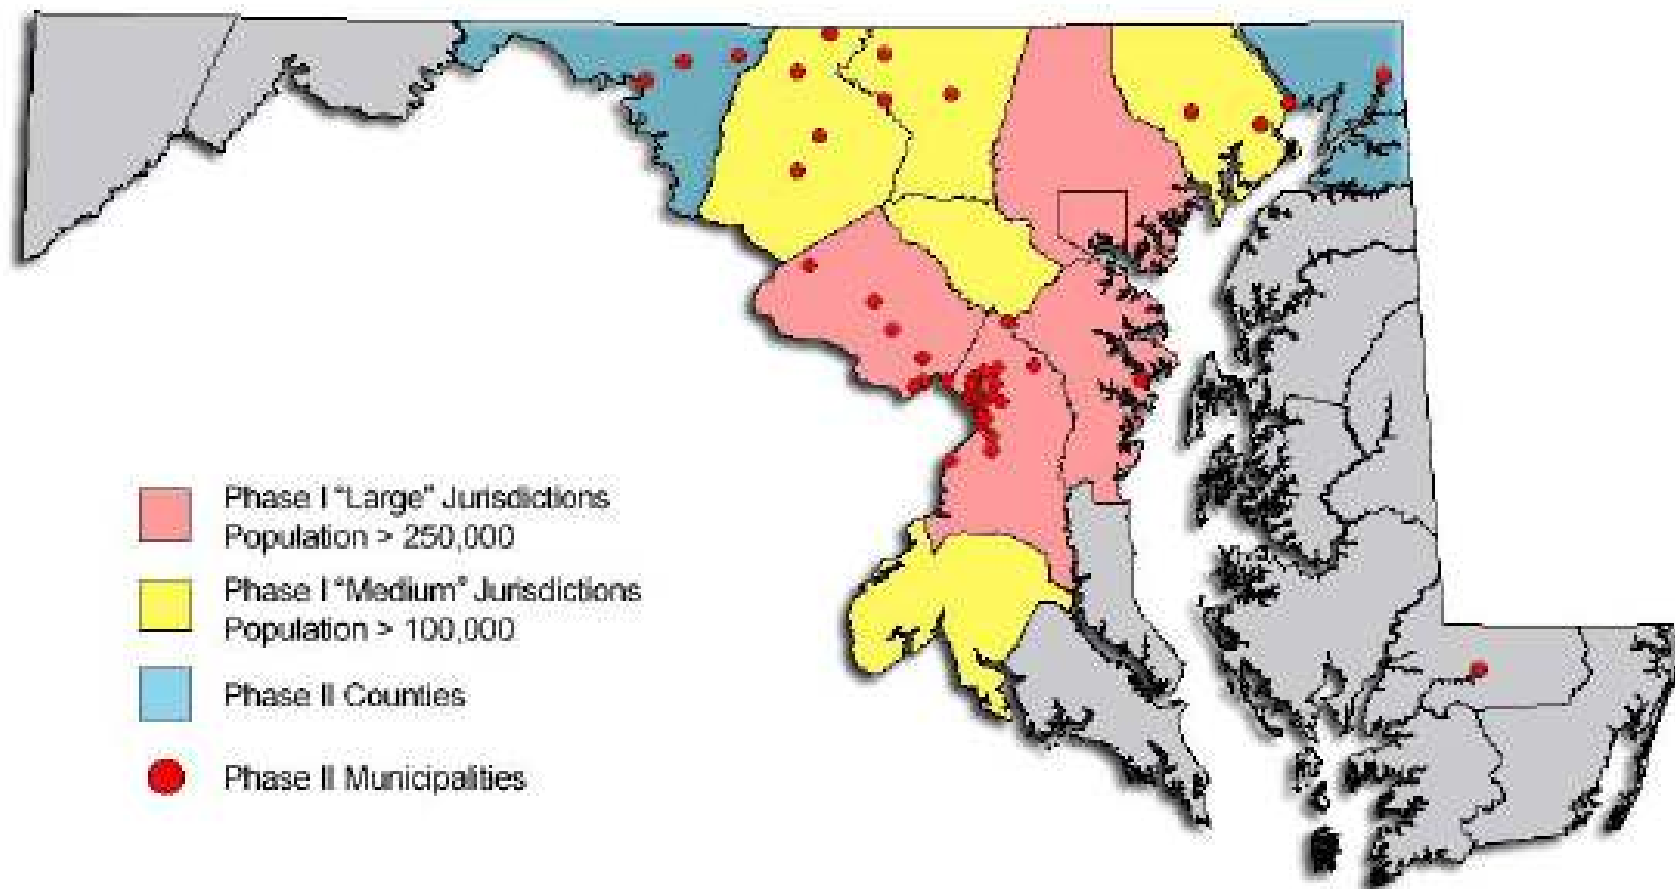 Phase I “Large” Jurisdictions
Population > 250,000
Phase I “Medium” Jurisdictions
Population > 100,000
Phase II Counties
Phase II Municipalities